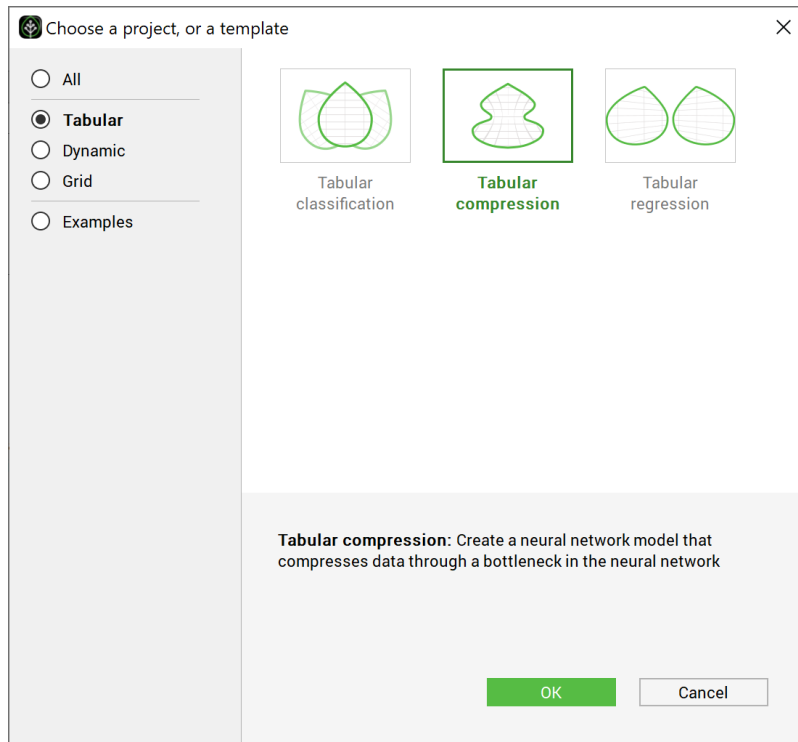 Choose a project, or a template
All
Tabular
Dynamic
Grid
Examples
Tabular
classification
Tabular
compression
Tabular
regression
Tabular compression: Create a neural network model that
compresses data through a bottleneck in the neural network
OK
Cancel